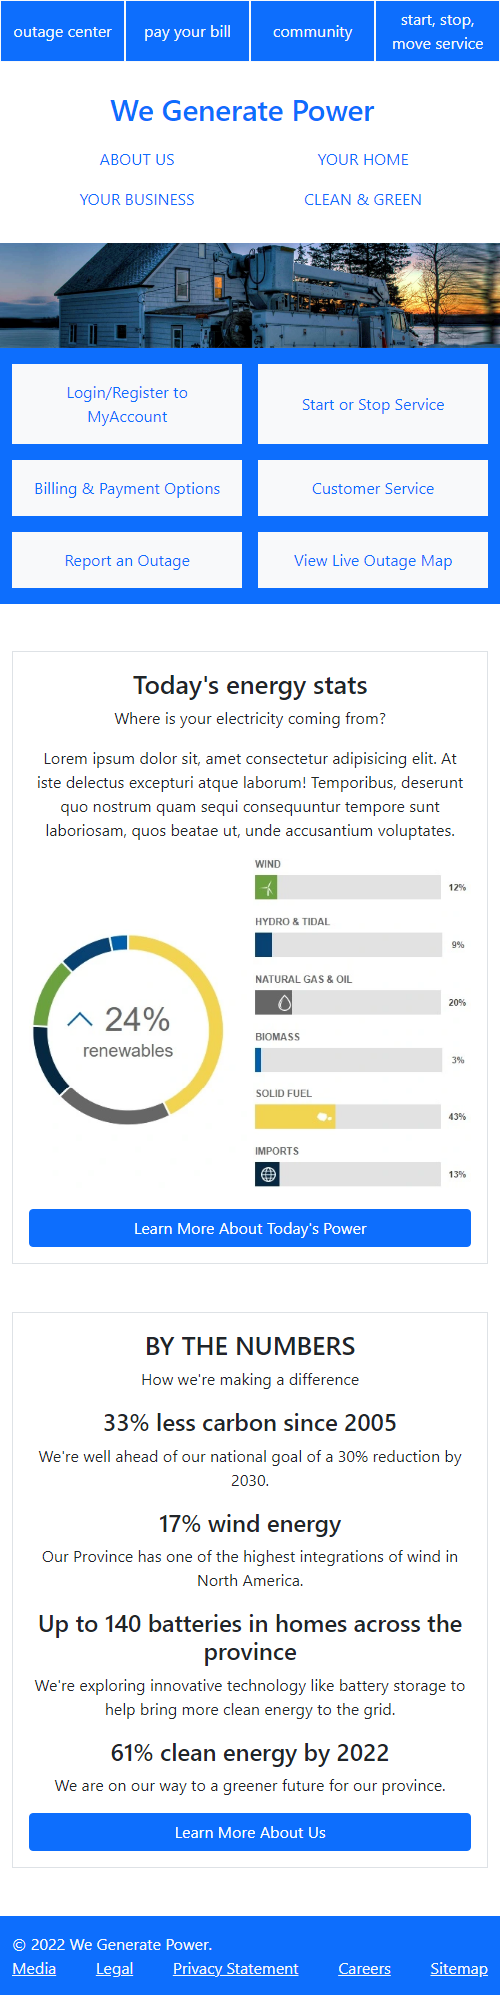 outage center
pay your bill
community
start, stop,
move service
We Generate Power
ABOUT US
YOUR HOME
YOUR BUSINESS
CLEAN & GREEN
Login/Register to
MyAccount
Start or Stop Service
Billing & Payment Options
Customer Service
Report an Outage
View Live Outage Map
Today's energy stats
Where is your electricity coming from?
Lorem ipsum dolor sit, amet consectetur adipisicing elit. At
iste delectus excepturi atque laborum! Temporibus, deserunt
quo nostrum quam sequi consequuntur tempore sunt
laboriosam, quos beatae ut, unde accusantium voluptates.
24%
renewables
WIND
12%
HYDRO & TIDAL
9%
NATURAL GAS & OIL
20%
BIOMASS
3%
SOLID FUEL
43%
IMPORTS
13%
Learn More About Today's Power
BY THE NUMBERS
How we're making a difference
33% less carbon since 2005
We're well ahead of our national goal of a 30% reduction by
2030.
17% wind energy
Our Province has one of the highest integrations of wind in
North America.
Up to 140 batteries in homes across the
province
We're exploring innovative technology like battery storage to
help bring more clean energy to the grid.
61% clean energy by 2022
We are on our way to a greener future for our province.
Learn More About Us
© 2022 We Generate Power.
Media Legal Privacy Statement Careers Sitemap